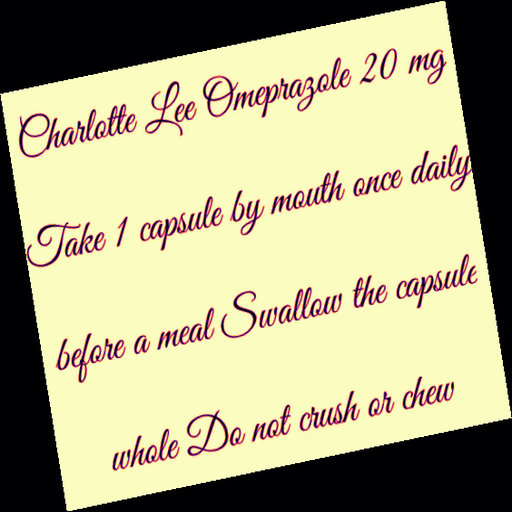 Charlotte Lee Omeprazole 20 mg
Take 1 capsule by mouth once daily
before a meal Swallow the capsule
whole Do not crush or chew